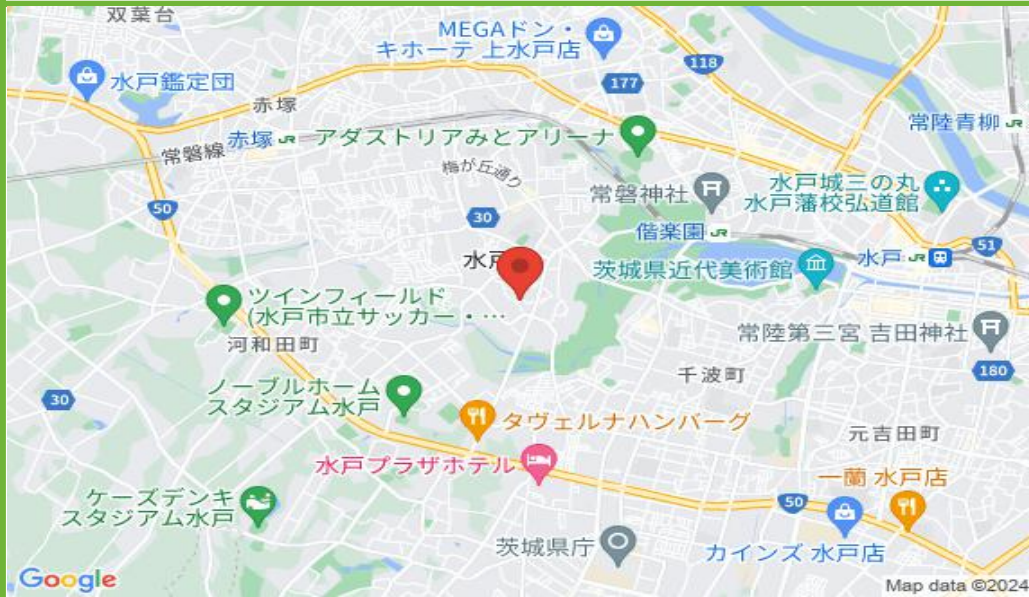 双葉台
MEGAドン・
キホーテ 上水戸店
118
177
水戸鑑定団
赤塚
常陸青柳 JR
赤塚 JR
アダストリアみとアリーナ
常磐線
梅が丘通り
水戸城三の丸
水戸藩校弘道館
常磐神社
50
30
偕楽園 JR
51
水戸
水戸 JR
茨城県近代美術館
ツインフィールド
(水戸市立サッカー・…
常陸第三宮 吉田神社
河和田町
180
千波町
ノーブルホーム
スタジアム水戸
30
タヴェルナハンバーグ
元吉田町
水戸プラザホテル
一蘭 水戸店
ケーズデンキ
スタジアム水戸
50
茨城県庁
カインズ 水戸店
Google
Map data ©2024